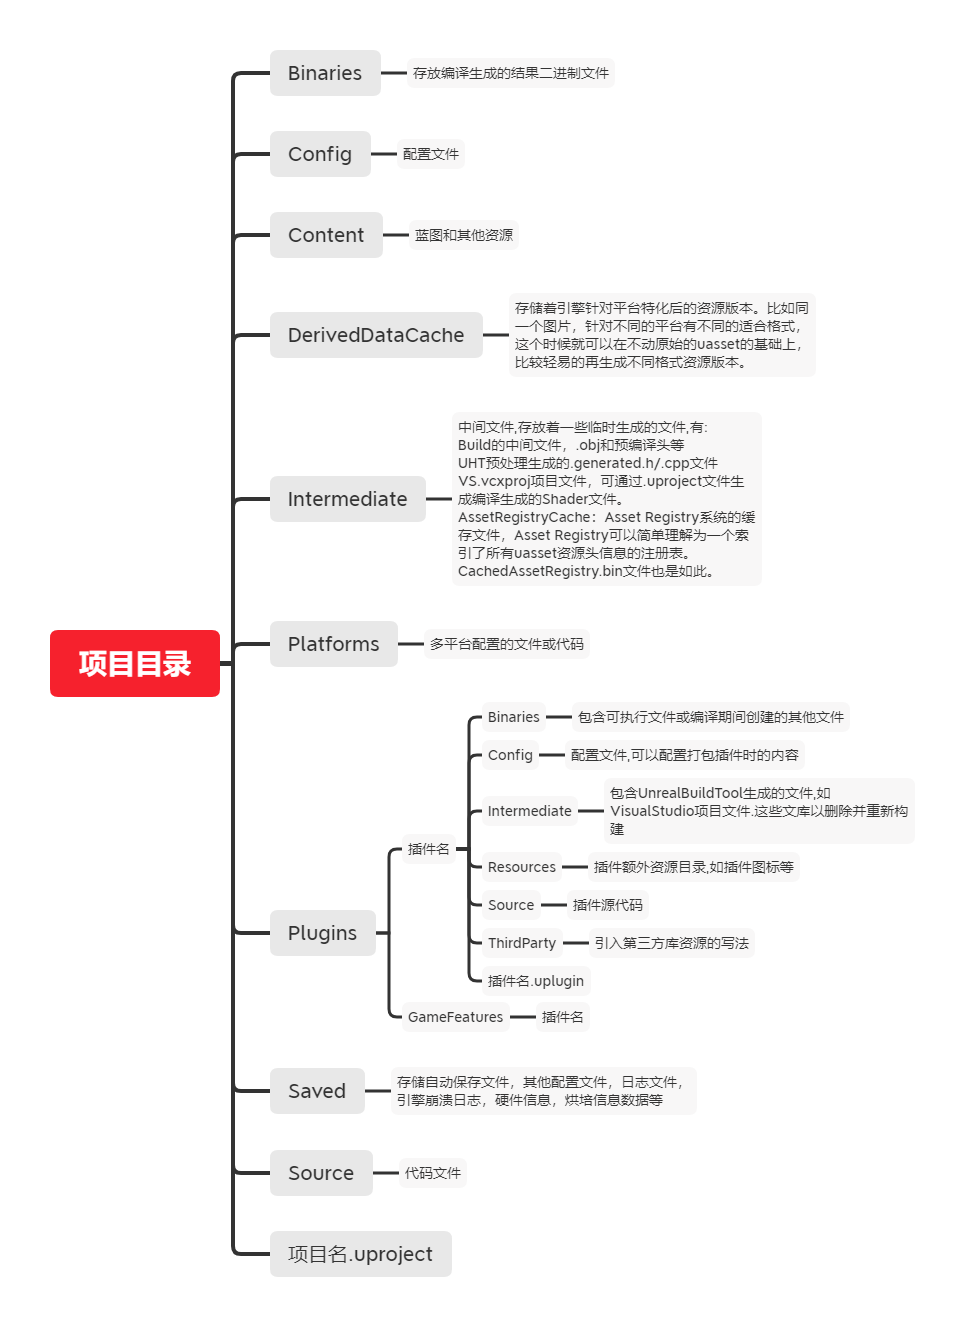 项目目录
Binaries
存放编译生成的结果二进制文件
Config
配置文件
Content
蓝图和其他资源
DerivedDataCache
存储着引擎针对平台特化后的资源版本。比如同
一个图片，针对不同的平台有不同的适合格式，
这个时候就可以在不动原始的uasset的基础上，
比较轻易的再生成不同格式资源版本。
Intermediate
中间文件,存放着一些临时生成的文件,有:
Build的中间文件，.obj和预编译头等
UHT预处理生成的.generated.h/.cpp文件
VS.vcxproj项目文件，可通过.uproject文件生
成编译生成的Shader文件。
AssetRegistryCache：Asset Registry系统的缓
存文件，Asset Registry可以简单理解为一个索
引了所有uasset资源头信息的注册表。
CachedAssetRegistry.bin文件也是如此。
Platforms
多平台配置的文件或代码
Plugins
插件名
Binaries
包含可执行文件或编译期间创建的其他文件
Config
配置文件,可以配置打包插件时的内容
Intermediate
包含UnrealBuildTool生成的文件,如
VisualStudio项目文件.这些文库以删除并重新构
建
Resources
插件额外资源目录,如插件图标等
Source
插件源代码
ThirdParty
引入第三方库资源的写法
插件名.uplugin
GameFeatures
插件名
Saved
存储自动保存文件，其他配置文件，日志文件，
引擎崩溃日志，硬件信息，烘培信息数据等
Source
代码文件
项目名.uproject